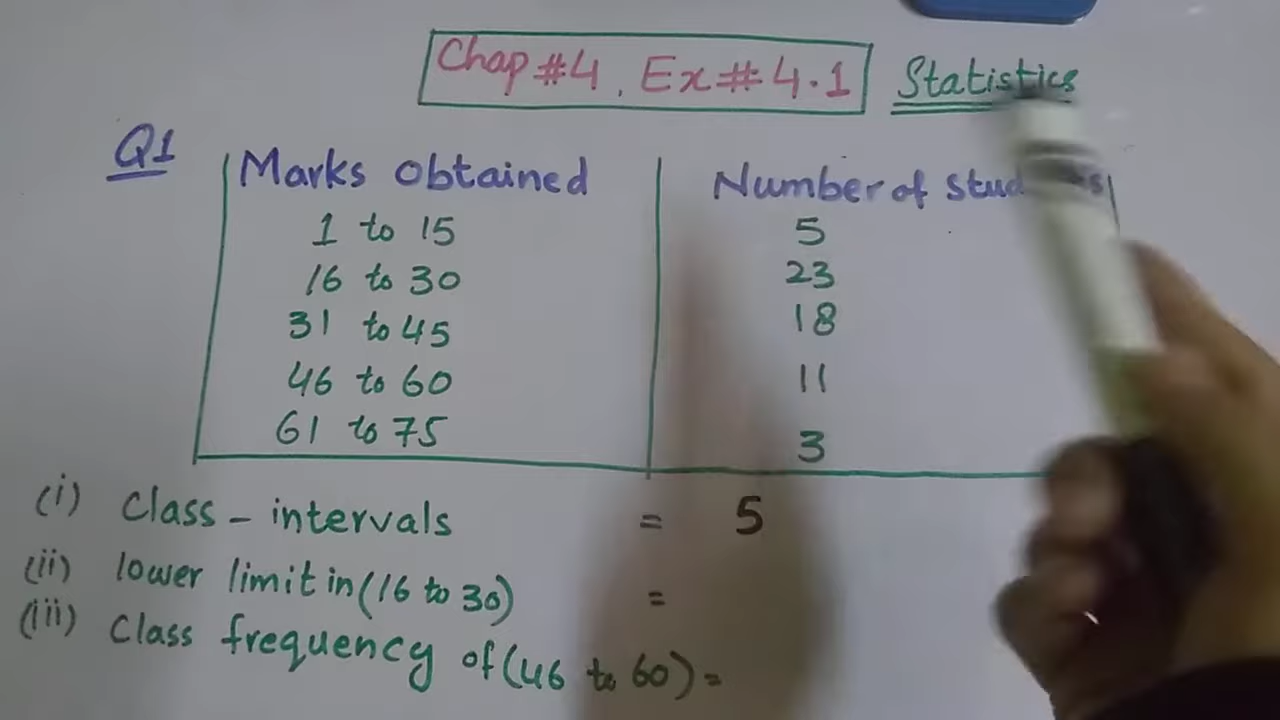 Chap #4, Ex #4.1 Statistics
Q1 Marks obtained Number of students
1 to 15 5
16 to 30 23
31 to 45 18
46 to 60 11
61 to 75 3
(i) Class - intervals = 5
(ii) lower limit in (16 to 30) =
(iii) Class frequency of (46 to 60) =